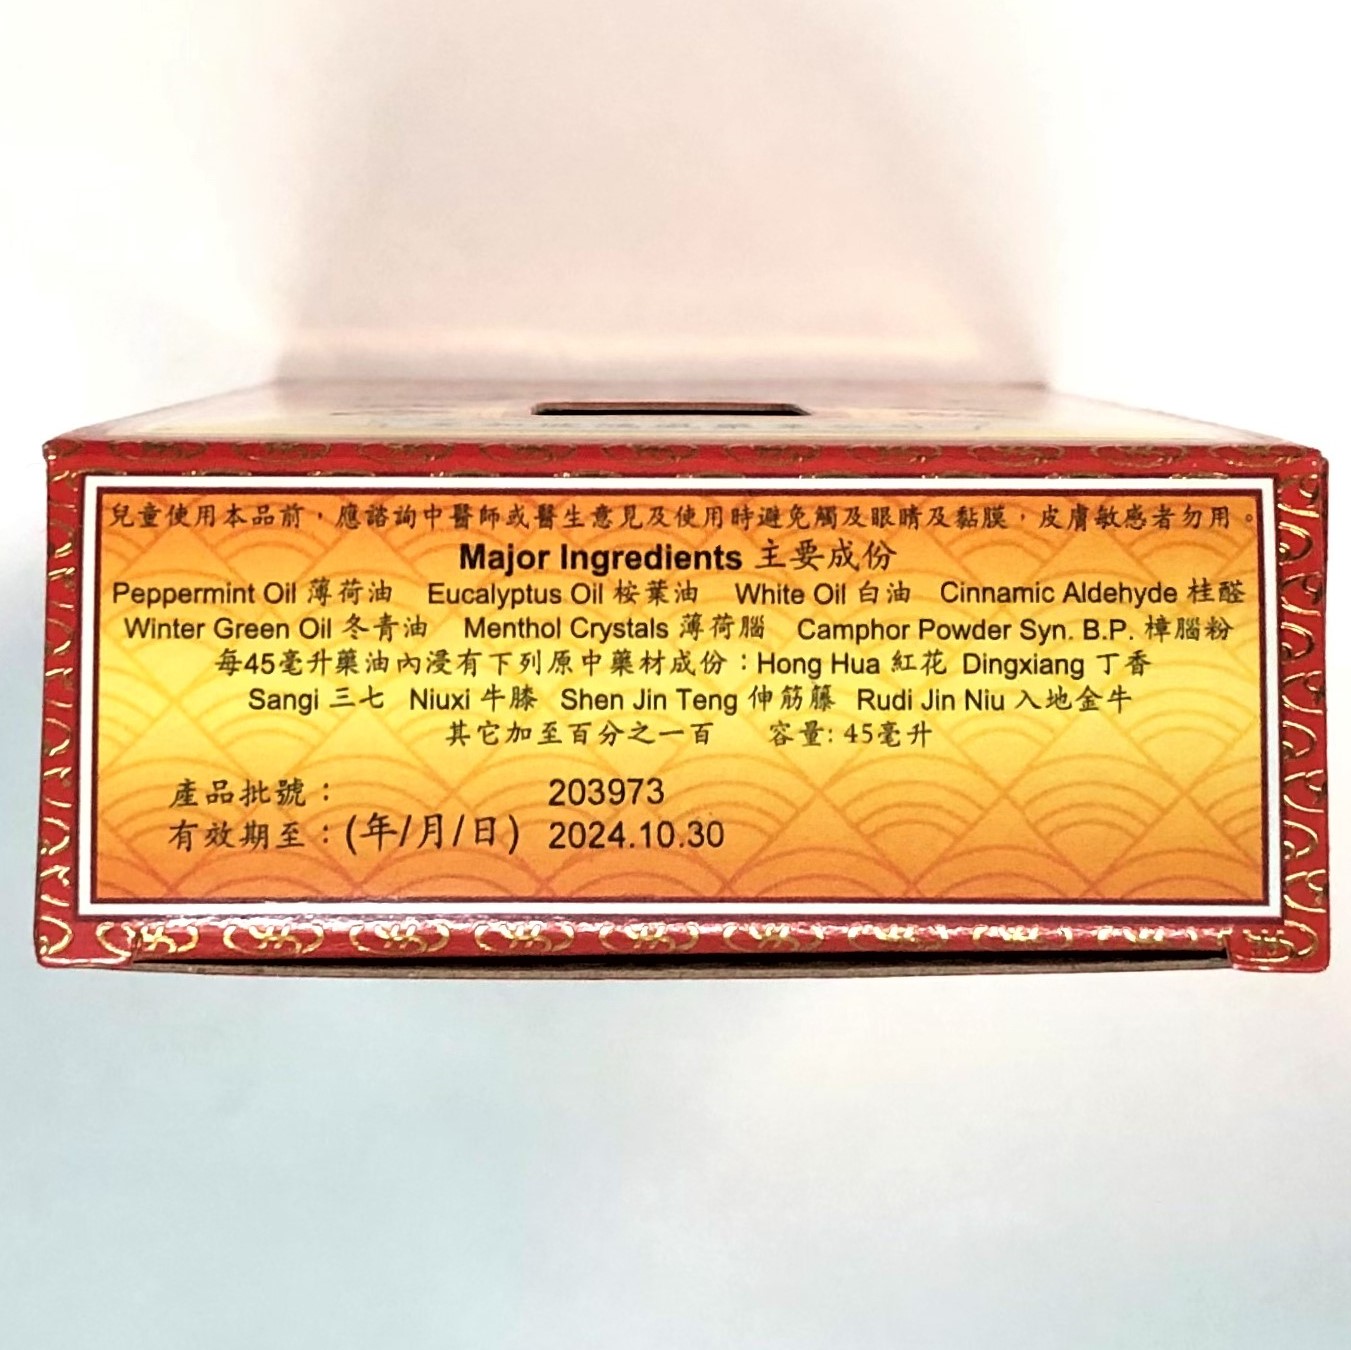 兒童使用本品前，應諮詢中醫師或醫生意見及使用時避免觸及眼睛及黏膜，皮膚敏感者勿用。
Major Ingredients 主要成份
Peppermint Oil 薄荷油 Eucalyptus Oil 桉葉油 White Oil 白油 Cinnamic Aldehyde 桂醛
Winter Green Oil 冬青油 Menthol Crystals 薄荷腦 Camphor Powder Syn. B.P. 樟腦粉
每45毫升藥油內浸有下列原中藥材成份：Hong Hua 紅花 Dingxiang 丁香
Sangi 三七 Niuxi 牛膝 Shen Jin Teng 伸筋籐 Rudi Jin Niu 入地金牛
其它加至百分之一百 容量: 45毫升
產品批號： 203973
有效期至：(年/月/日) 2024.10.30